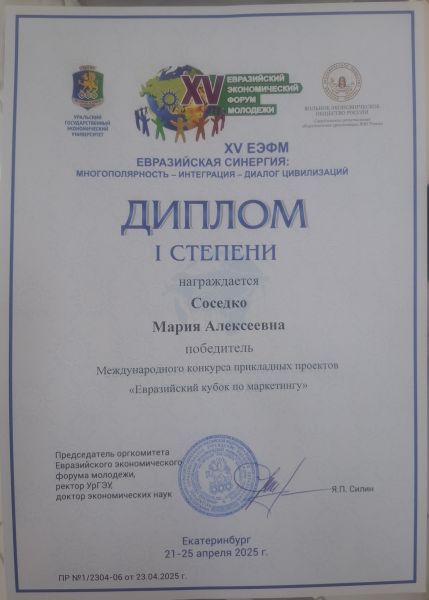 УРАЛЬСКИЙ
ГОСУДАРСТВЕННЫЙ
ЭКОНОМИЧЕСКИЙ
УНИВЕРСИТЕТ
XV
ЕВРАЗИЙСКИЙ
ЭКОНОМИЧЕСКИЙ
ФОРУМ
МОЛОДЕЖИ
ВОЛЬНОЕ ЭКОНОМИЧЕСКОЕ
ОБЩЕСТВО РОССИИ
XV ЕЭФМ
ЕВРАЗИЙСКАЯ СИНЕРГИЯ:
МНОГОПОЛЯРНОСТЬ – ИНТЕГРАЦИЯ – ДИАЛОГ ЦИВИЛИЗАЦИЙ
ДИПЛОМ
I СТЕПЕНИ
награждается
Соседко
Мария Алексеевна
победитель
Международного конкурса прикладных проектов
«Евразийский кубок по маркетингу»
Председатель оргкомитета
Евразийского экономического
форума молодежи,
ректор УрГЭУ,
доктор экономических наук
Я.П. Силин
Екатеринбург
21-25 апреля 2025 г.
ПР №1/2304-06 от 23.04.2025 г.